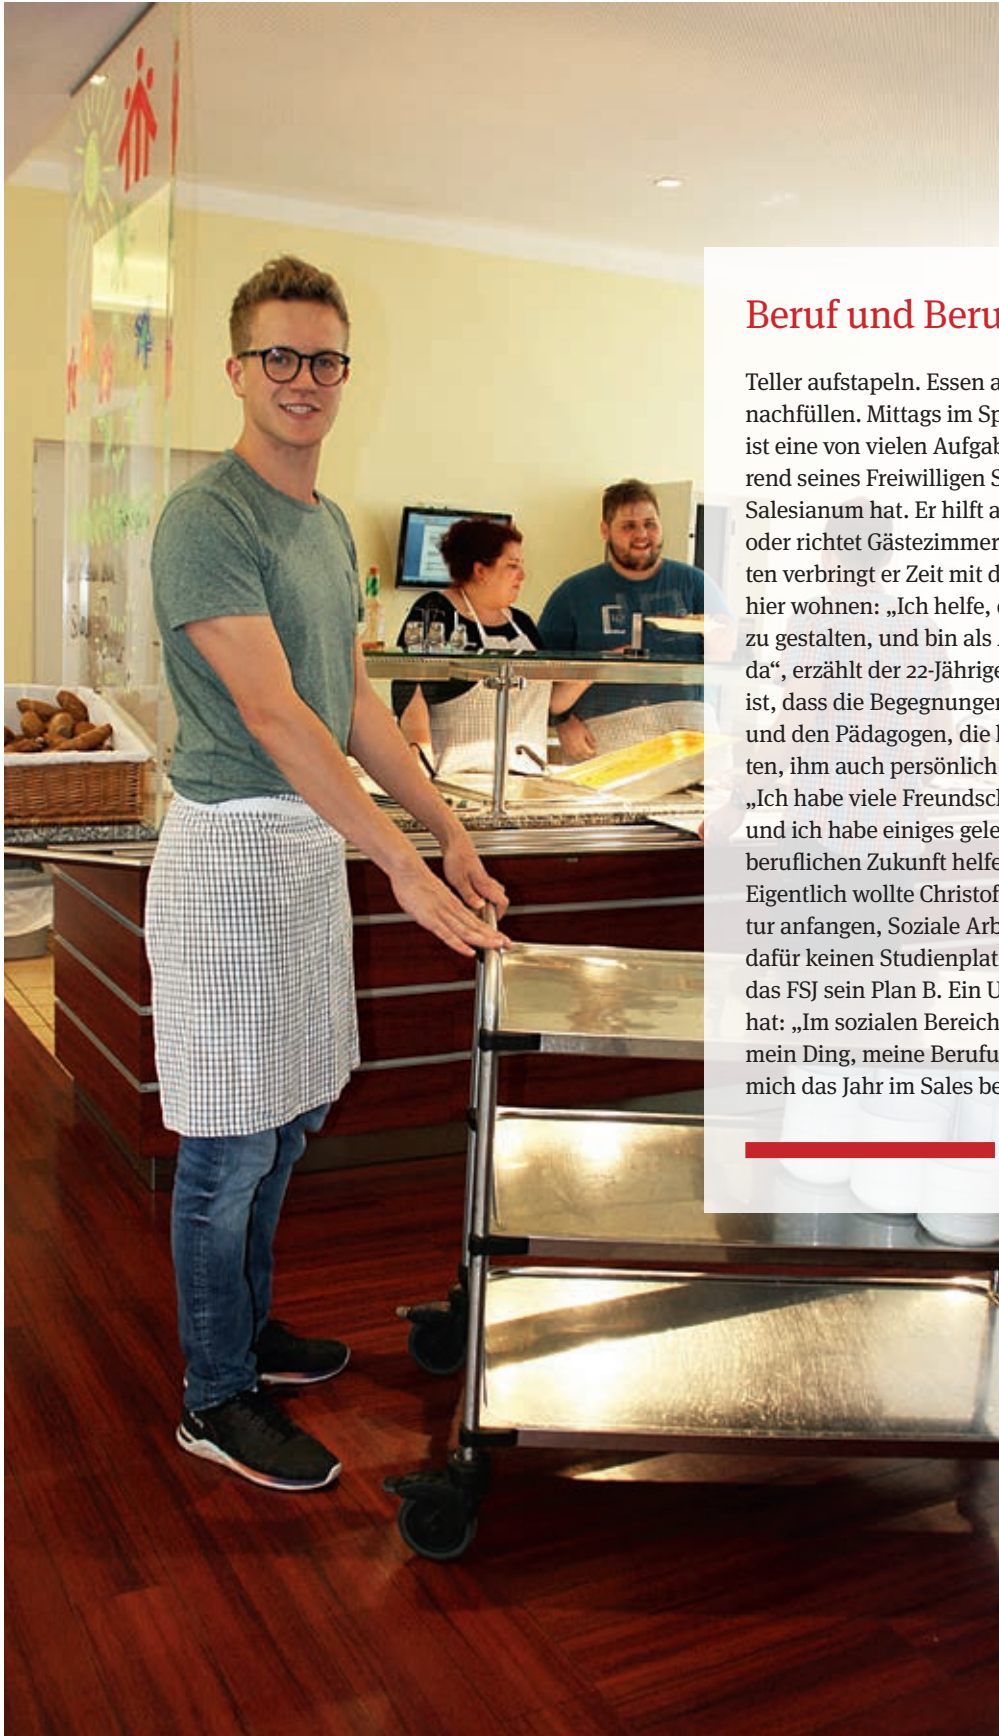 Beruf und Beru
Teller aufstapeln. Essen a
nachfüllen. Mittags im Sp
ist eine von vielen Aufgab
rend seines Freiwilligen S
Salesianum hat. Er hilft a
oder richtet Gästezimmer
ten verbringt er Zeit mit d
hier wohnen: „Ich helfe,
zu gestalten, und bin als
da“, erzählt der 22-Jährige
ist, dass die Begegnungen
und den Pädagogen, die
ten, ihm auch persönlich
„Ich habe viele Freundsch
und ich habe einiges gele
beruflichen Zukunft helfe
Eigentlich wollte Christof
tur anfangen, Soziale Arb
dafür keinen Studienplat
das FSJ sein Plan B. Ein U
hat: „Im sozialen Bereich
mein Ding, meine Berufu
mich das Jahr im Sales be